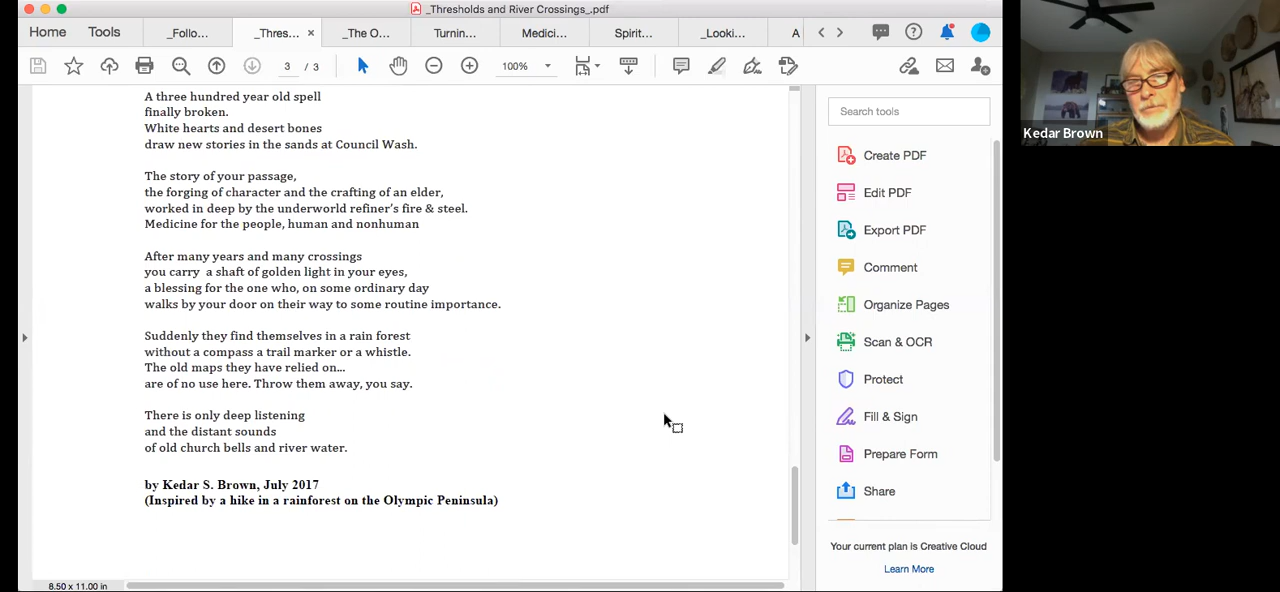 _Thresholds and River Crossings_.pdf
Home
Tools
_Follo...
_Thres...
_The O...
Turnin...
Medici...
Spirit...
_Looki...
A
3 / 3
100%
A three hundred year old spell
finally broken.
White hearts and desert bones
draw new stories in the sands at Council Wash.
The story of your passage,
the forging of character and the crafting of an elder,
worked in deep by the underworld refiner's fire & steel.
Medicine for the people, human and nonhuman
After many years and many crossings
you carry a shaft of golden light in your eyes,
a blessing for the one who, on some ordinary day
walks by your door on their way to some routine importance.
Suddenly they find themselves in a rain forest
without a compass a trail marker or a whistle.
The old maps they have relied on...
are of no use here. Throw them away, you say.
There is only deep listening
and the distant sounds
of old church bells and river water.
by Kedar S. Brown, July 2017
(Inspired by a hike in a rainforest on the Olympic Peninsula)
8.50 x 11.00 in
Search tools
Create PDF
Edit PDF
Export PDF
Comment
Organize Pages
Scan & OCR
Protect
Fill & Sign
Prepare Form
Share
Your current plan is Creative Cloud
Learn More
Kedar Brown